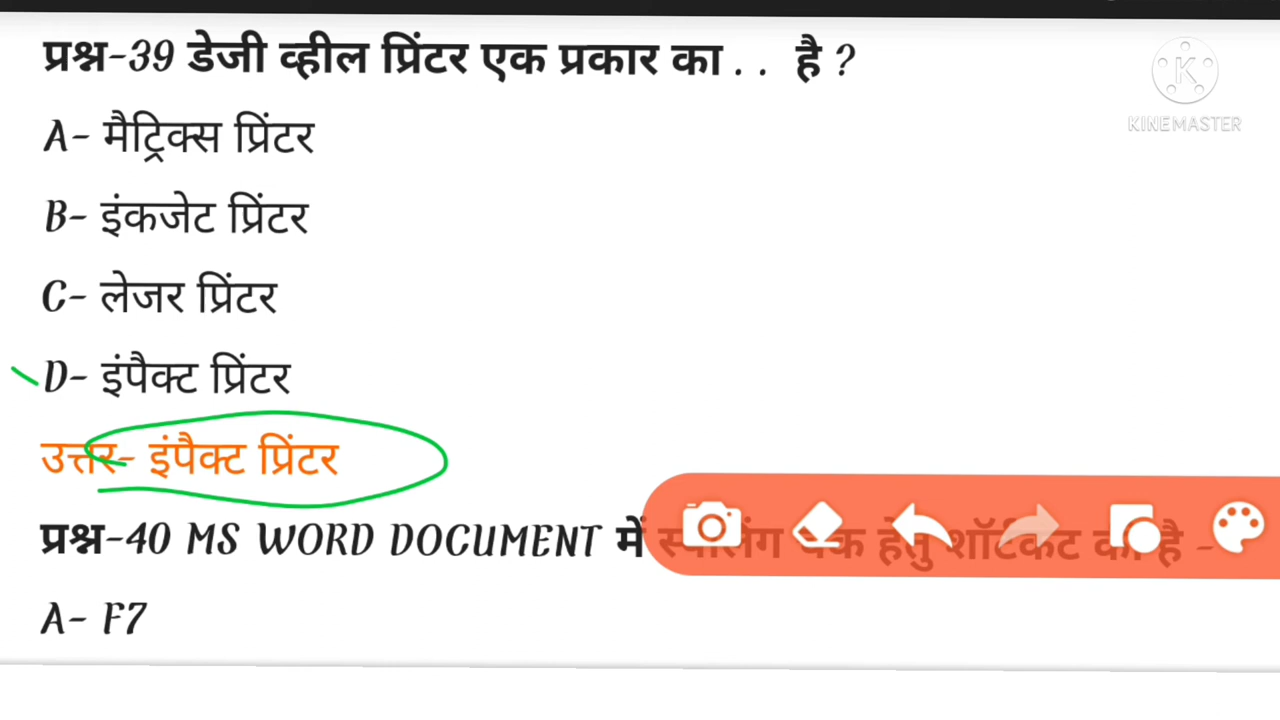 प्रश्न-39 डेजी व्हील प्रिंटर एक प्रकार का . . है ?
KINEMASTER
A- मैट्रिक्स प्रिंटर
B- इंकजेट प्रिंटर
C- लेजर प्रिंटर
D- इंपैक्ट प्रिंटर
उत्तर- इंपैक्ट प्रिंटर
प्रश्न-40 MS WORD DOCUMENT में स्पेलिंग चेक हेतु शॉर्टकट का है -
A- F7